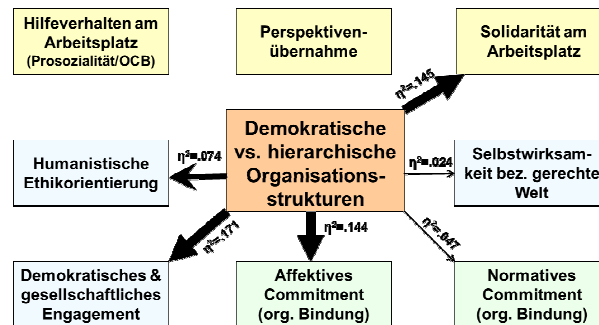 Hilfeverhalten am
Arbeitsplatz
(Prosozialität/OCB)
Perspektiven-
übernahme
Solidarität am
Arbeitsplatz
η²=.145
Demokratische
vs. hierarchische
Organisations-
strukturen
Humanistische
Ethikorientierung
η²=.074
η²=.024
Selbstwirksam-
keit bez. gerechte
Welt
η²=.171
η²=.144
η²=.047
Demokratisches &
gesellschaftliches
Engagement
Affektives
Commitment
(org. Bindung)
Normatives
Commitment
(org. Bindung)